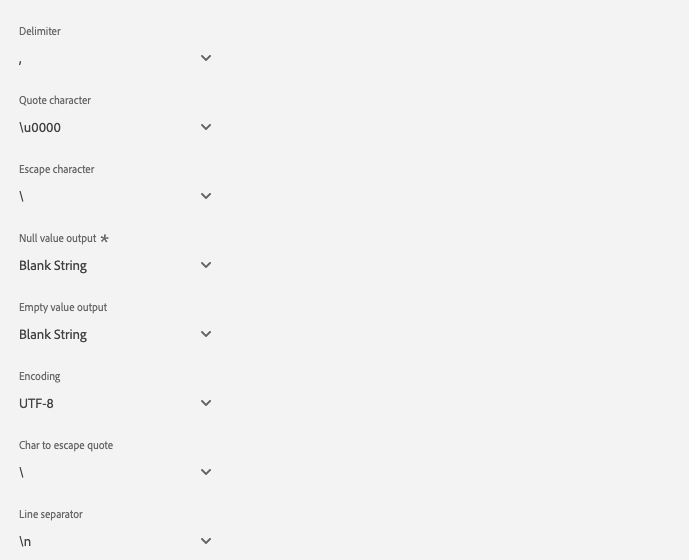 Delimiter
,
Quote character
\u0000
Escape character
\
Null value output *
Blank String
Empty value output
Blank String
Encoding
UTF-8
Char to escape quote
\
Line separator
\n